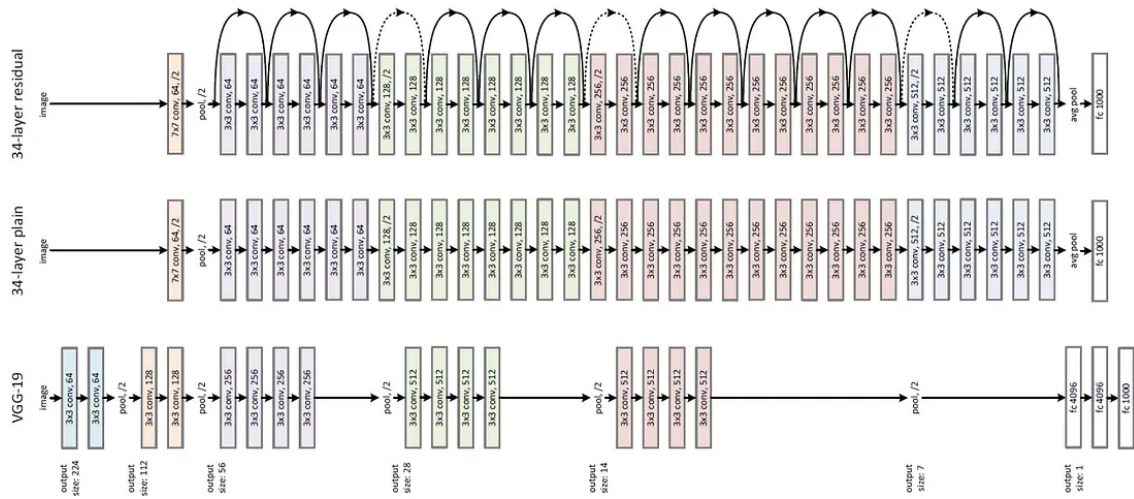 34-layer residual
image
7x7 conv, 64, /2
pool, /2
3x3 conv, 64
3x3 conv, 64
3x3 conv, 64
3x3 conv, 64
3x3 conv, 64
3x3 conv, 64
3x3 conv, 128, /2
3x3 conv, 128
3x3 conv, 128
3x3 conv, 128
3x3 conv, 128
3x3 conv, 128
3x3 conv, 128
3x3 conv, 128
3x3 conv, 256, /2
3x3 conv, 256
3x3 conv, 256
3x3 conv, 256
3x3 conv, 256
3x3 conv, 256
3x3 conv, 256
3x3 conv, 256
3x3 conv, 256
3x3 conv, 256
3x3 conv, 256
3x3 conv, 256
3x3 conv, 512, /2
3x3 conv, 512
3x3 conv, 512
3x3 conv, 512
3x3 conv, 512
3x3 conv, 512
avg pool
fc 1000
34-layer plain
image
7x7 conv, 64, /2
pool, /2
3x3 conv, 64
3x3 conv, 64
3x3 conv, 64
3x3 conv, 64
3x3 conv, 64
3x3 conv, 64
3x3 conv, 128, /2
3x3 conv, 128
3x3 conv, 128
3x3 conv, 128
3x3 conv, 128
3x3 conv, 128
3x3 conv, 128
3x3 conv, 128
3x3 conv, 256, /2
3x3 conv, 256
3x3 conv, 256
3x3 conv, 256
3x3 conv, 256
3x3 conv, 256
3x3 conv, 256
3x3 conv, 256
3x3 conv, 256
3x3 conv, 256
3x3 conv, 256
3x3 conv, 256
3x3 conv, 512, /2
3x3 conv, 512
3x3 conv, 512
3x3 conv, 512
3x3 conv, 512
3x3 conv, 512
avg pool
fc 1000
VGG-19
image
3x3 conv, 64
3x3 conv, 64
pool, /2
3x3 conv, 128
3x3 conv, 128
pool, /2
3x3 conv, 256
3x3 conv, 256
3x3 conv, 256
3x3 conv, 256
pool, /2
3x3 conv, 512
3x3 conv, 512
3x3 conv, 512
3x3 conv, 512
pool, /2
3x3 conv, 512
3x3 conv, 512
3x3 conv, 512
3x3 conv, 512
pool, /2
fc 4096
fc 4096
fc 1000
output
size: 224
output
size: 112
output
size: 56
output
size: 28
output
size: 14
output
size: 7
output
size: 1